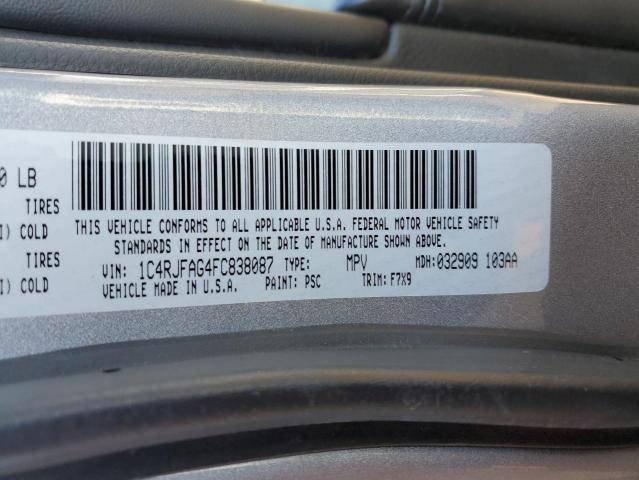 0 LB
TIRES
I) COLD
TIRES
I) COLD
THIS VEHICLE CONFORMS TO ALL APPLICABLE U.S.A. FEDERAL MOTOR VEHICLE SAFETY
STANDARDS IN EFFECT ON THE DATE OF MANUFACTURE SHOWN ABOVE.
VIN: 1C4RJFAG4FC838087 TYPE: MPV MDH: 032909 103AA
VEHICLE MADE IN U.S.A. PAINT: PSC TRIM: F7X9